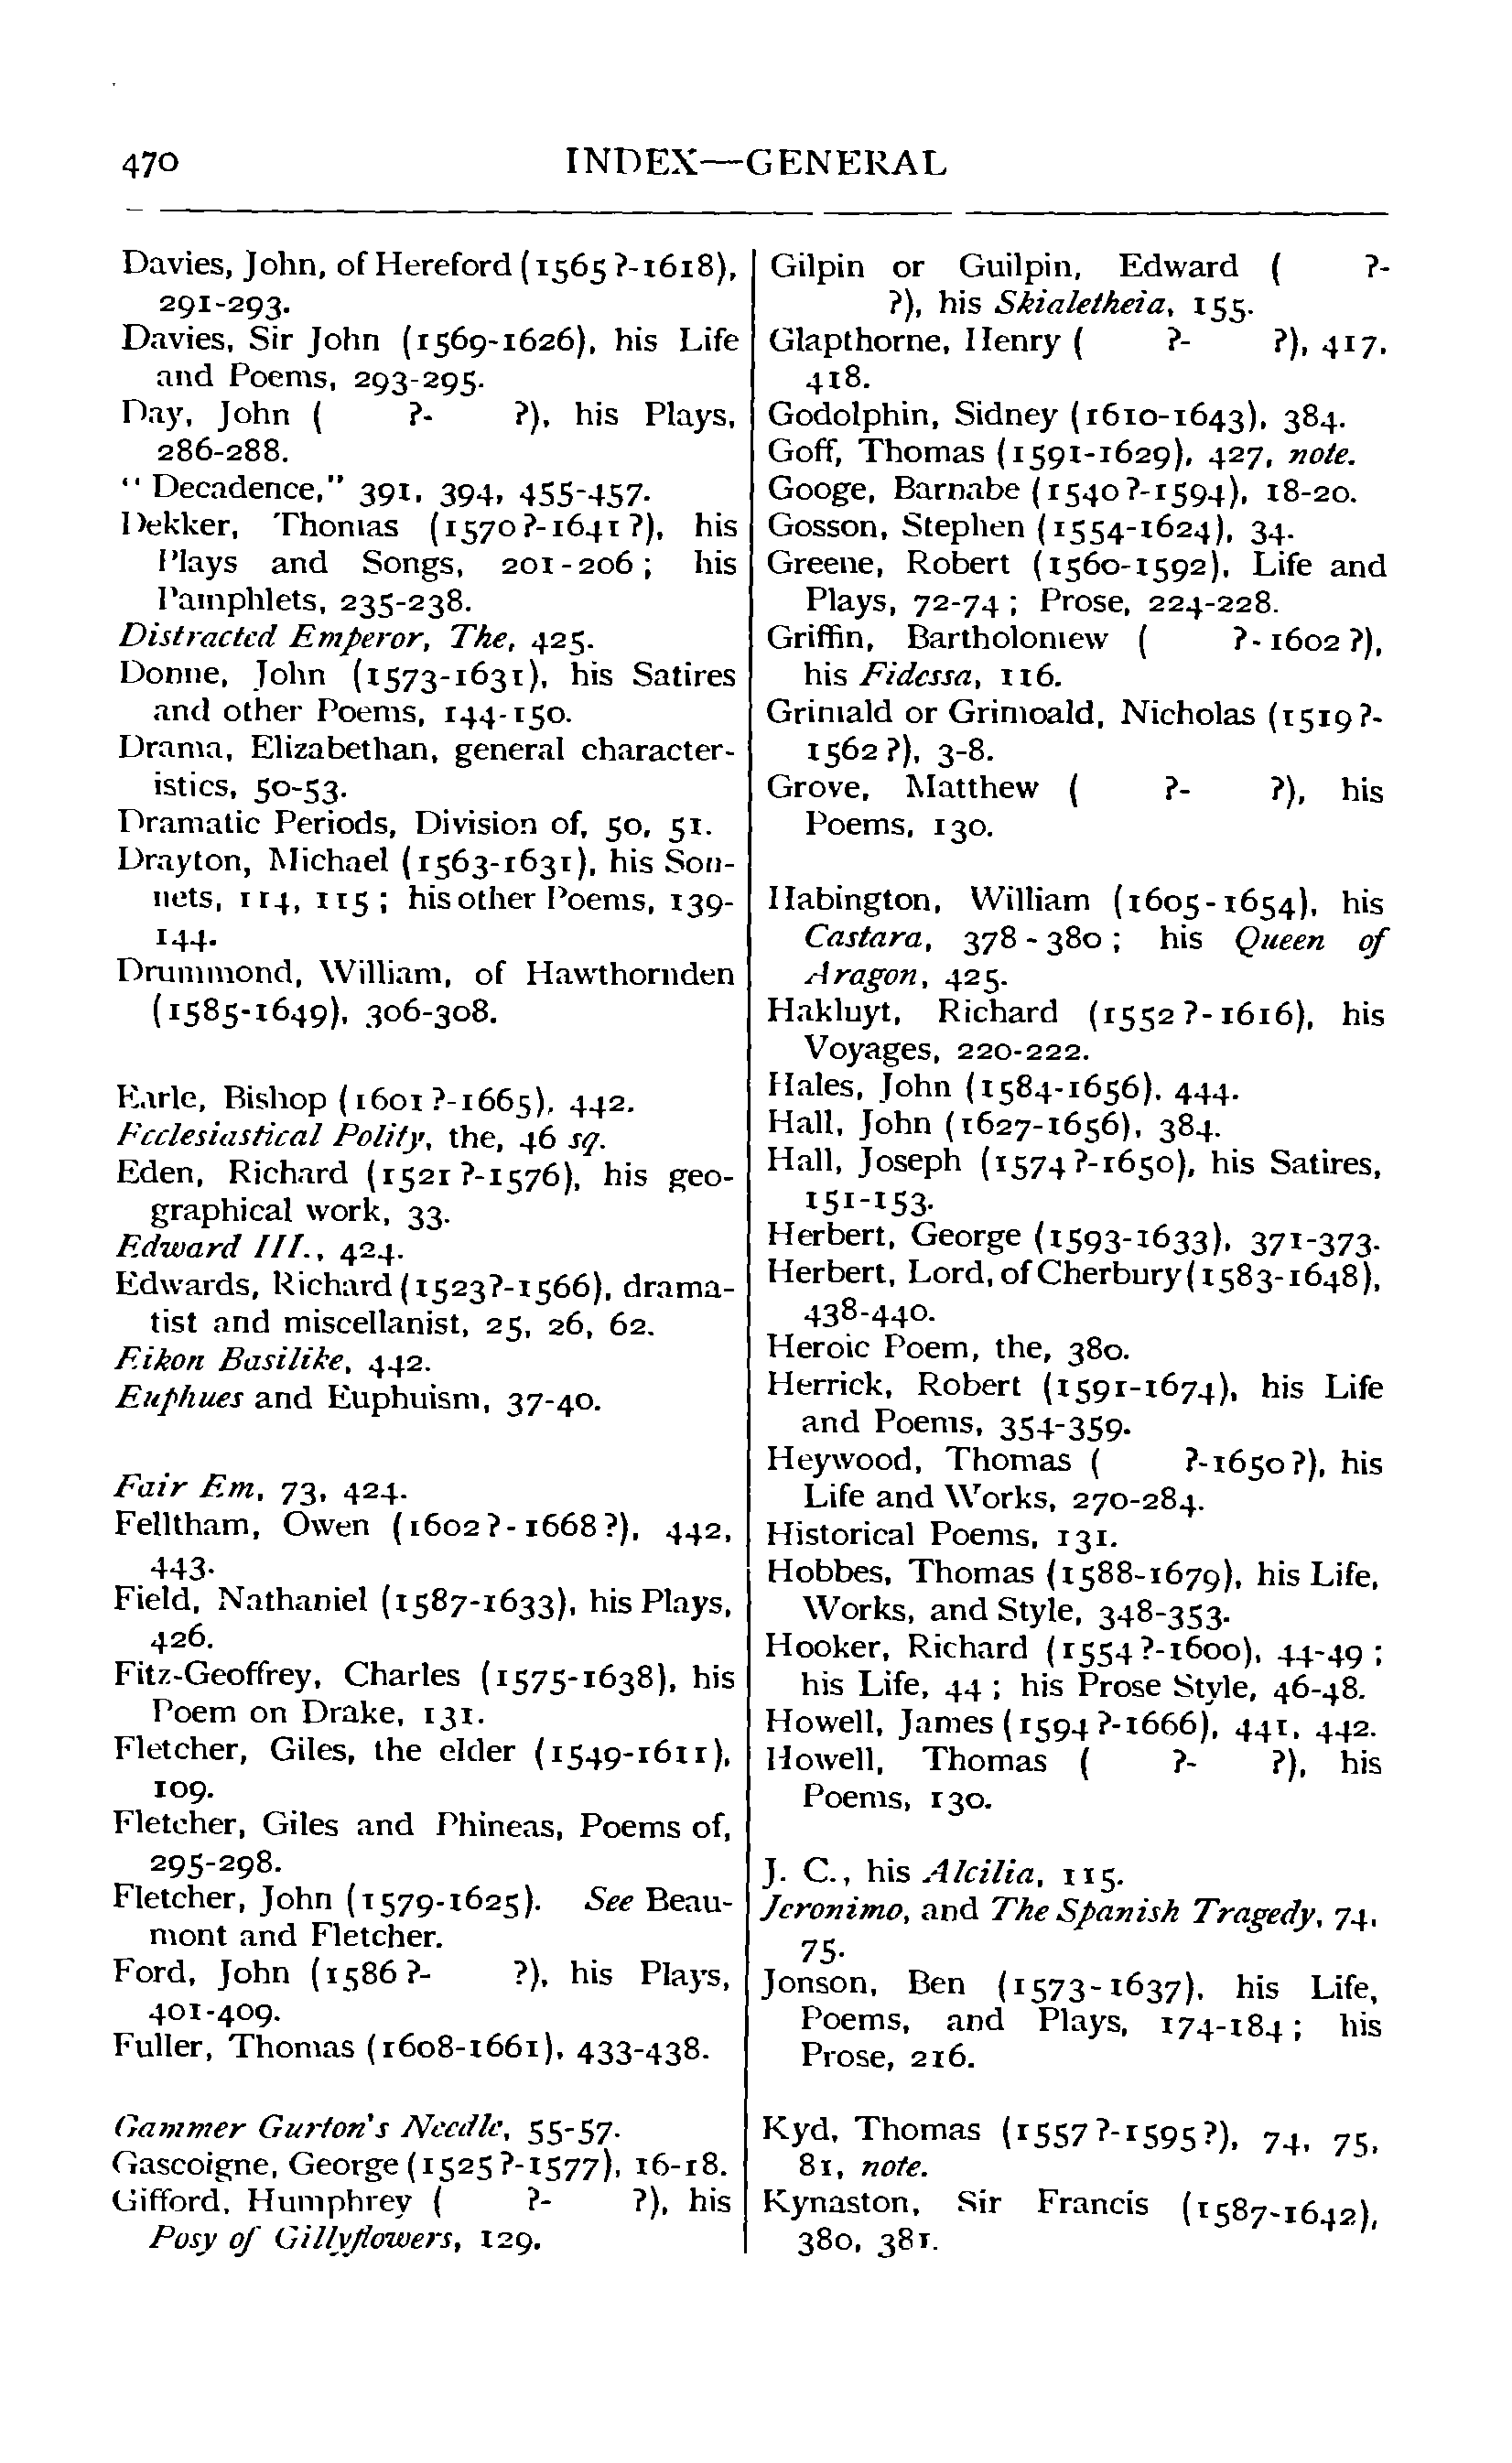 470
INDEX—GENERAL
Davies, John, of Hereford (1565?-1618),
291-293.
Davies, Sir John (1569-1626), his Life
and Poems, 293-295.
Day, John ( ?- ?), his Plays,
286-288.
"Decadence," 391, 394, 455-457.
Dekker, Thomas (1570?-1641?), his
Plays and Songs, 201-206; his
Pamphlets, 235-238.
Distracted Emperor, The, 425.
Donne, John (1573-1631), his Satires
and other Poems, 144-150.
Drama, Elizabethan, general character-
istics, 50-53.
Dramatic Periods, Division of, 50, 51.
Drayton, Michael (1563-1631), his Son-
nets, 114, 115; his other Poems, 139-
144.
Drummond, William, of Hawthornden
(1585-1649), 306-308.
Earle, Bishop (1601?-1665), 442.
Ecclesiastical Polity, the, 46 sq.
Eden, Richard (1521?-1576), his geo-
graphical work, 33.
Edward III., 424.
Edwards, Richard (1523?-1566), drama-
tist and miscellanist, 25, 26, 62.
Eikon Basilike, 442.
Euphues and Euphuism, 37-40.
Fair Em, 73, 424.
Felltham, Owen (1602?-1668?), 442,
443.
Field, Nathaniel (1587-1633), his Plays,
426.
Fitz-Geoffrey, Charles (1575-1638), his
Poem on Drake, 131.
Fletcher, Giles, the elder (1549-1611),
109.
Fletcher, Giles and Phineas, Poems of,
295-298.
Fletcher, John (1579-1625). See Beau-
mont and Fletcher.
Ford, John (1586?- ?), his Plays,
401-409.
Fuller, Thomas (1608-1661), 433-438.
Gammer Gurton's Needle, 55-57.
Gascoigne, George (1525?-1577), 16-18.
Gifford, Humphrey ( ?- ?), his
Posy of Gillyflowers, 129.
Gilpin or Guilpin, Edward ( ?-
?), his Skialetheia, 155.
Glapthorne, Henry ( ?- ?), 417,
418.
Godolphin, Sidney (1610-1643), 384.
Goff, Thomas (1591-1629), 427, note.
Googe, Barnabe (1540?-1594), 18-20.
Gosson, Stephen (1554-1624), 34.
Greene, Robert (1560-1592), Life and
Plays, 72-74; Prose, 224-228.
Griffin, Bartholomew ( ?-1602?),
his Fidessa, 116.
Grimald or Grimoald, Nicholas (1519?-
1562?), 3-8.
Grove, Matthew ( ?- ?), his
Poems, 130.
Habington, William (1605-1654), his
Castara, 378-380; his Queen of
Aragon, 425.
Hakluyt, Richard (1552?-1616), his
Voyages, 220-222.
Hales, John (1584-1656), 444.
Hall, John (1627-1656), 384.
Hall, Joseph (1574?-1650), his Satires,
151-153.
Herbert, George (1593-1633), 371-373.
Herbert, Lord, of Cherbury (1583-1648),
438-440.
Heroic Poem, the, 380.
Herrick, Robert (1591-1674), his Life
and Poems, 354-359.
Heywood, Thomas ( ?-1650?), his
Life and Works, 270-284.
Historical Poems, 131.
Hobbes, Thomas (1588-1679), his Life,
Works, and Style, 348-353.
Hooker, Richard (1554?-1600), 44-49;
his Life, 44; his Prose Style, 46-48.
Howell, James (1594?-1666), 441, 442.
Howell, Thomas ( ?- ?), his
Poems, 130.
J. C., his Alcilia, 115.
Jeronimo, and The Spanish Tragedy, 74,
75.
Jonson, Ben (1573-1637), his Life,
Poems, and Plays, 174-184; his
Prose, 216.
Kyd, Thomas (1557?-1595?), 74, 75,
81, note.
Kynaston, Sir Francis (1587-1642),
380, 381.